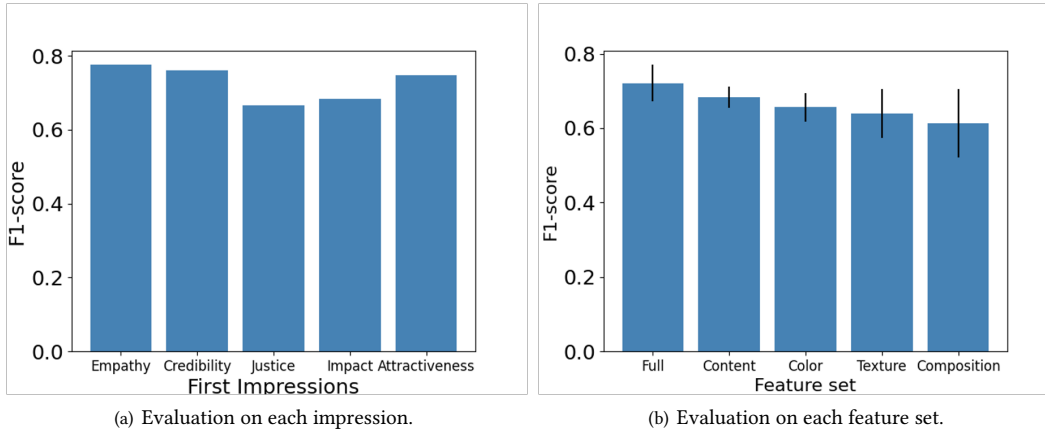 0.8
0.6
0.4
0.2
0.0
F1-score
Empathy Credibility Justice Impact Attractiveness
First Impressions
(a) Evaluation on each impression.
0.8
0.6
0.4
0.2
0.0
F1-score
Full Content Color Texture Composition
Feature set
(b) Evaluation on each feature set.